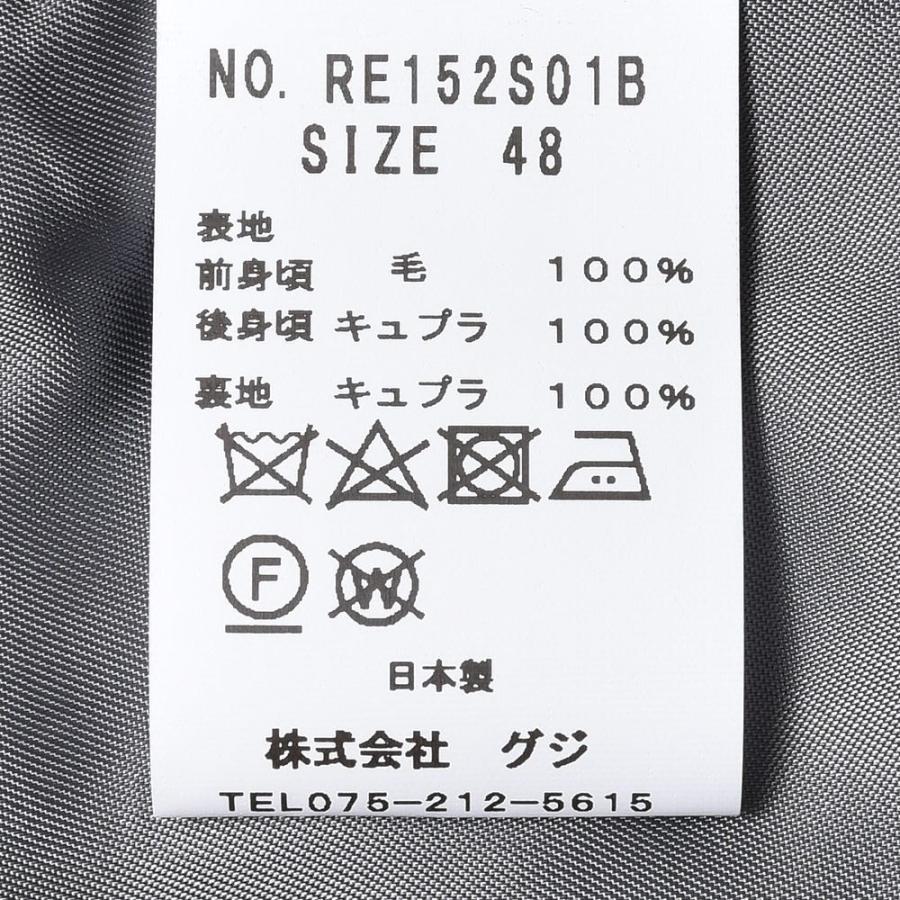 NO. RE152S01B
SIZE 48
表地
前身頃 毛 100%
後身頃 キュプラ 100%
裏地 キュプラ 100%
F W
日本製
株式会社 グジ
TEL075-212-5615